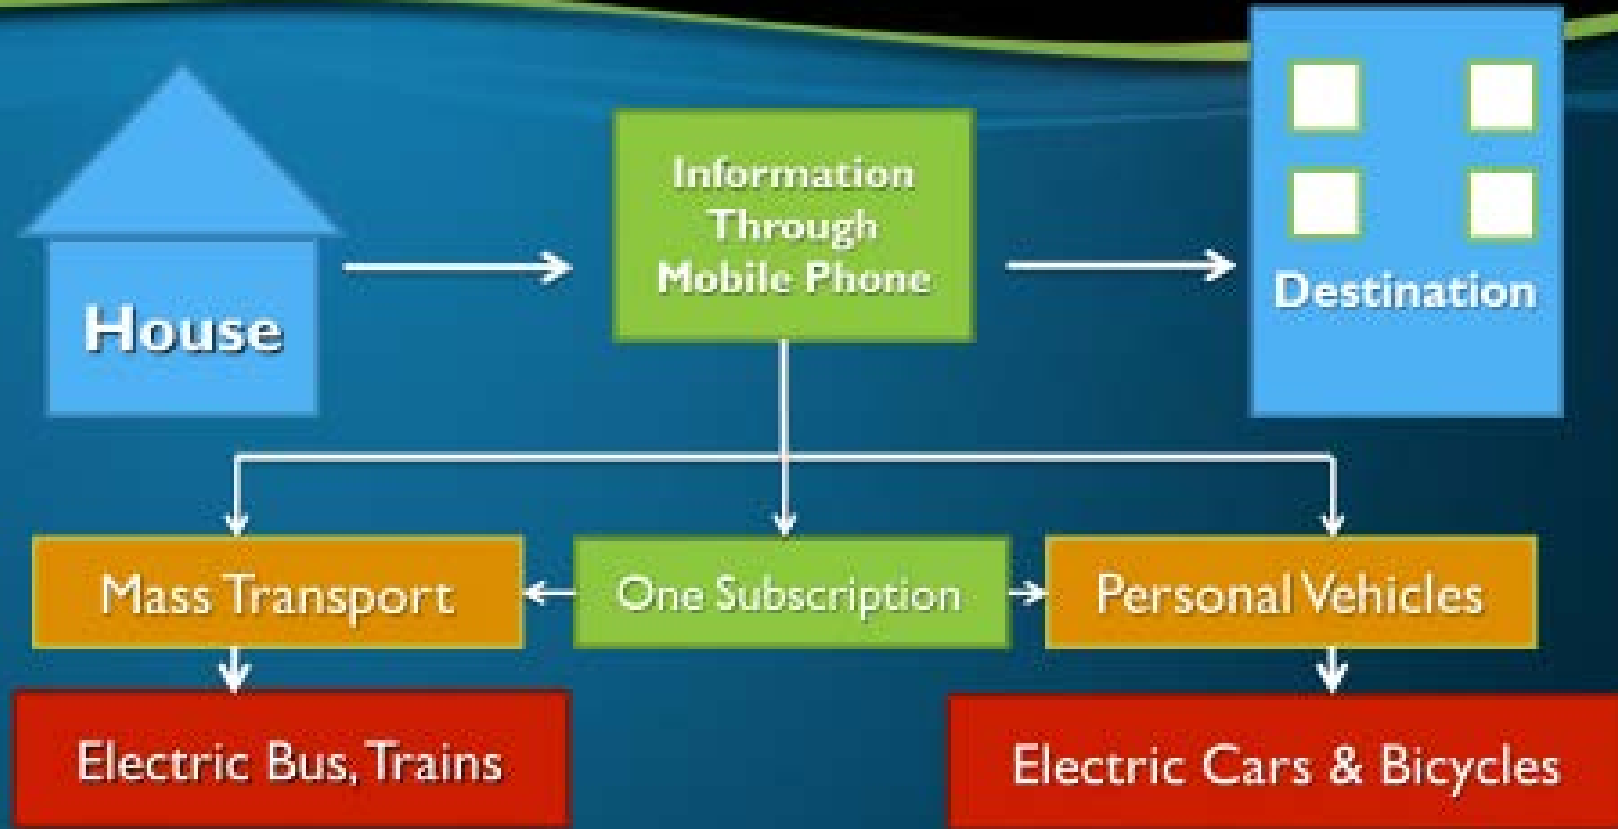 House
Information
Through
Mobile Phone
Destination
Mass Transport
One Subscription
Personal Vehicles
Electric Bus, Trains
Electric Cars & Bicycles